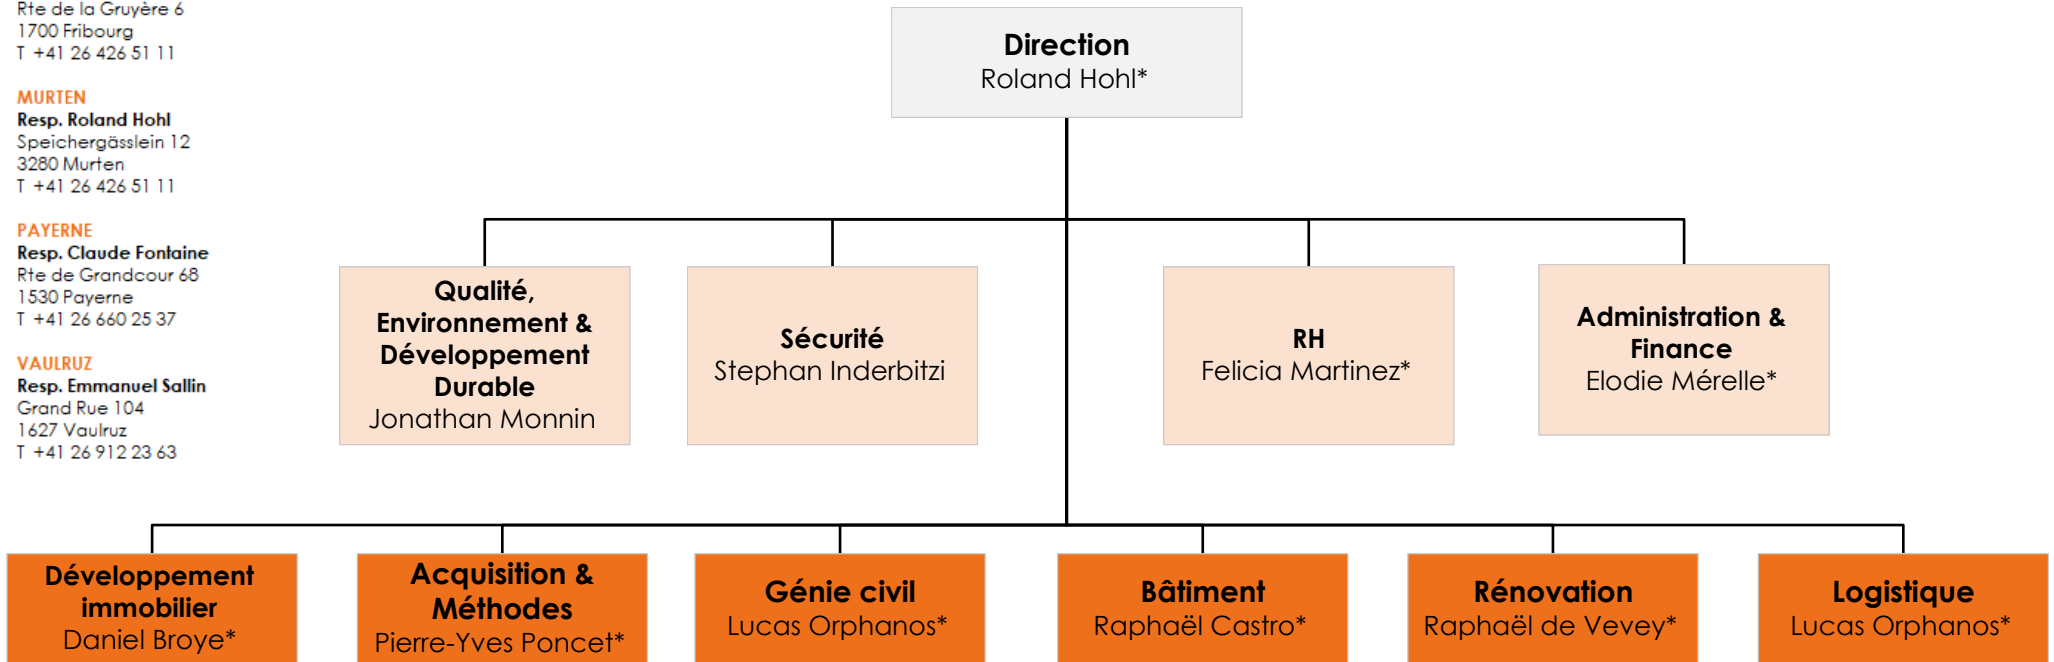 Rte de la Gruyère 6
1700 Fribourg
T +41 26 426 51 11
MURTEN
Resp. Roland Hohl
Speichergässlein 12
3280 Murten
T +41 26 426 51 11
PAYERNE
Resp. Claude Fontaine
Rte de Grandcour 68
1530 Payerne
T +41 26 660 25 37
VAULRUZ
Resp. Emmanuel Sallin
Grand Rue 104
1627 Vaulruz
T +41 26 912 23 63
Direction
Roland Hohl*
Qualité,
Environnement &
Développement
Durable
Jonathan Monnin
Sécurité
Stephan Inderbitzi
RH
Felicia Martinez*
Administration &
Finance
Elodie Mérelle*
Développement
immobilier
Daniel Broye*
Acquisition &
Méthodes
Pierre-Yves Poncet*
Génie civil
Lucas Orphanos*
Bâtiment
Raphaël Castro*
Rénovation
Raphaël de Vevey*
Logistique
Lucas Orphanos*